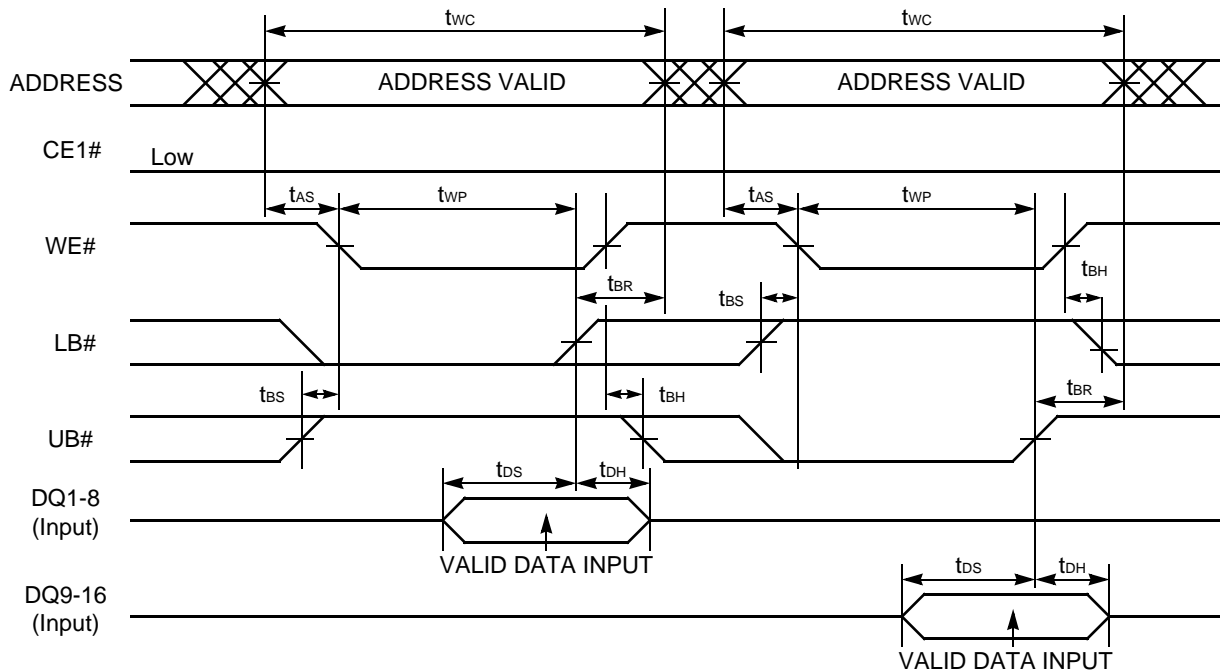 tWC tWC
ADDRESS ADDRESS VALID ADDRESS VALID
CE1# Low
tAS tWP tAS tWP
WE#
tBR tBS tBH
LB#
tBS tBH tBR
UB#
tDS tDH
DQ1-8
(Input)
VALID DATA INPUT
tDS tDH
DQ9-16
(Input)
VALID DATA INPUT